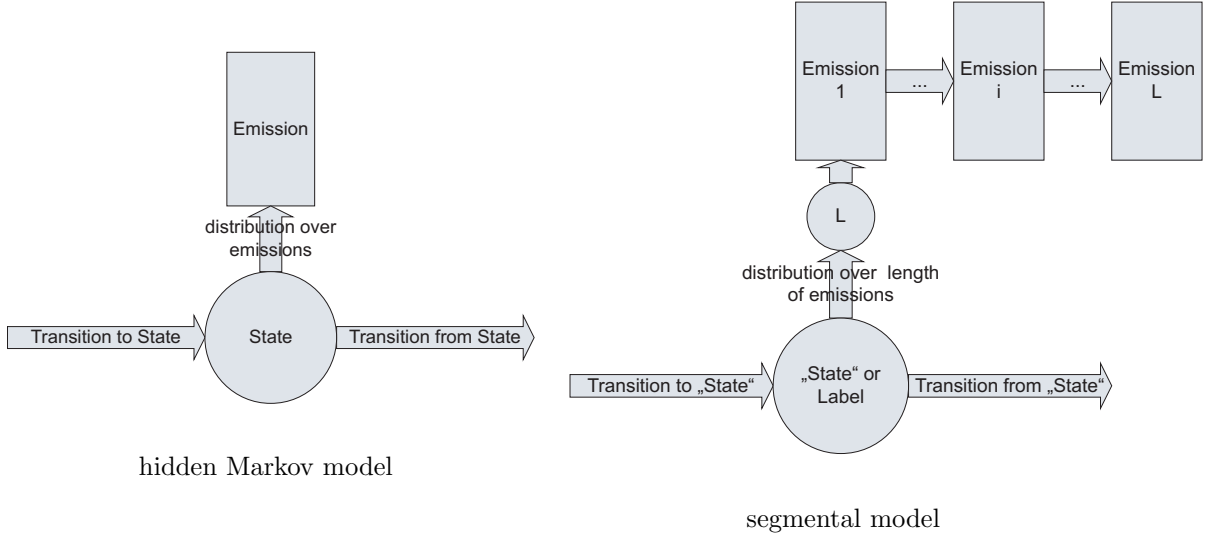 Emission
distribution over
emissions
Transition to State
State
Transition from State
hidden Markov model
Emission
1
...
Emission
i
...
Emission
L
L
distribution over length
of emissions
Transition to „State“
„State“ or
Label
Transition from „State“
segmental model